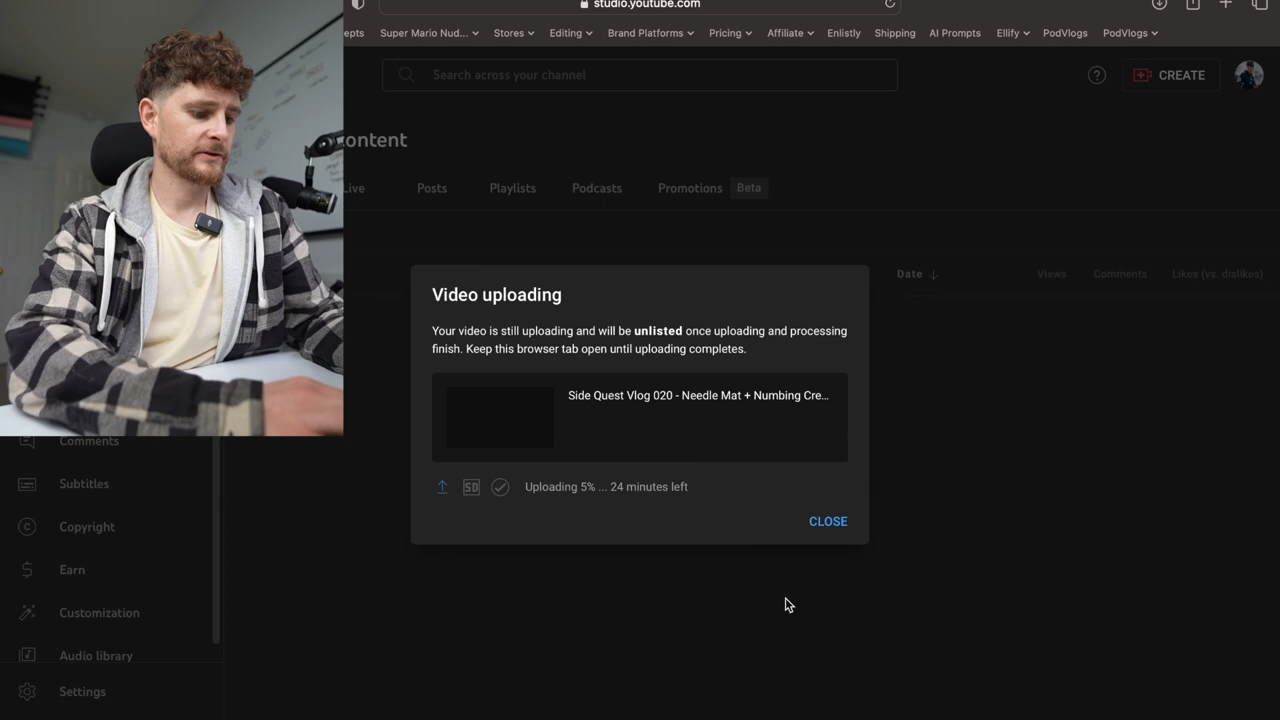 studio.youtube.com
epts Super Mario Nud... Stores Editing Brand Platforms Pricing Affiliate Enlistly Shipping AI Prompts Ellify PodVlogs PodVlogs
Search across your channel
CREATE
ontent
Live Posts Playlists Podcasts Promotions Beta
Date Views Comments Likes (vs. dislikes)
Video uploading
Your video is still uploading and will be unlisted once uploading and processing
finish. Keep this browser tab open until uploading completes.
Side Quest Vlog 020 - Needle Mat + Numbing Cre...
SD Uploading 5% ... 24 minutes left
CLOSE
Comments
Subtitles
Copyright
Earn
Customization
Audio library
Settings